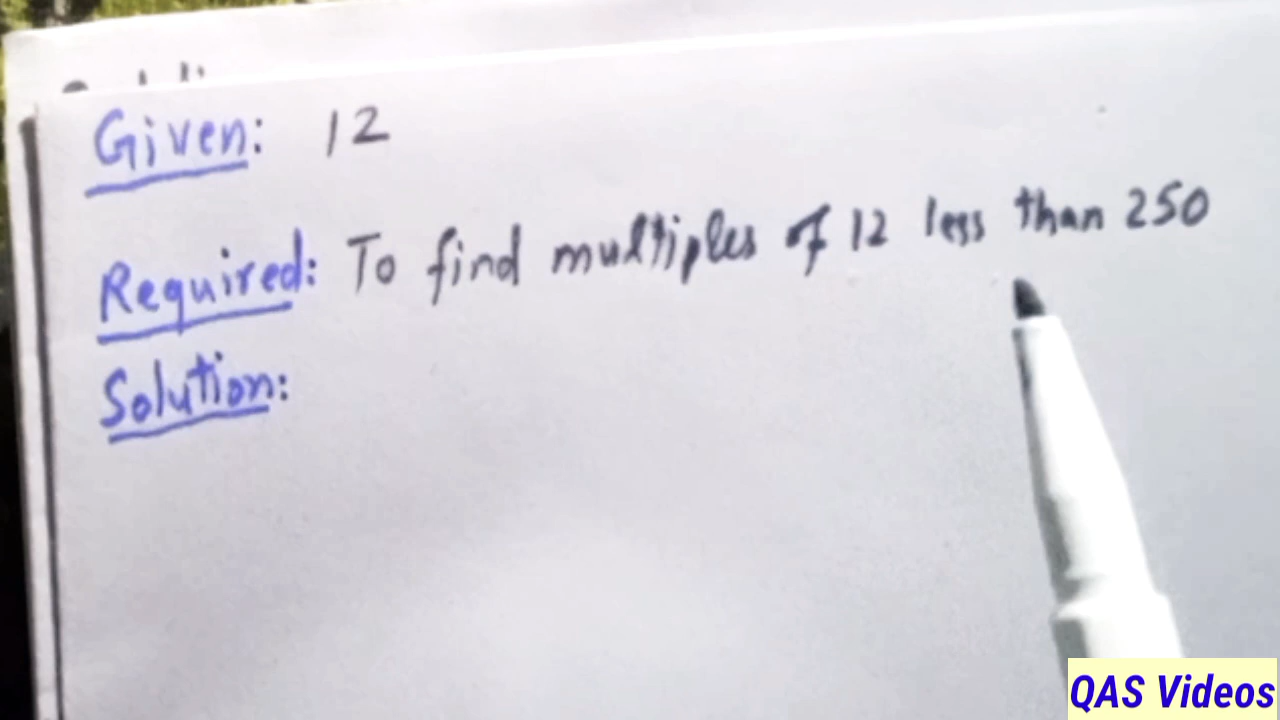 Given: 12
Required: To find multiples of 12 less than 250
Solution:
QAS Videos